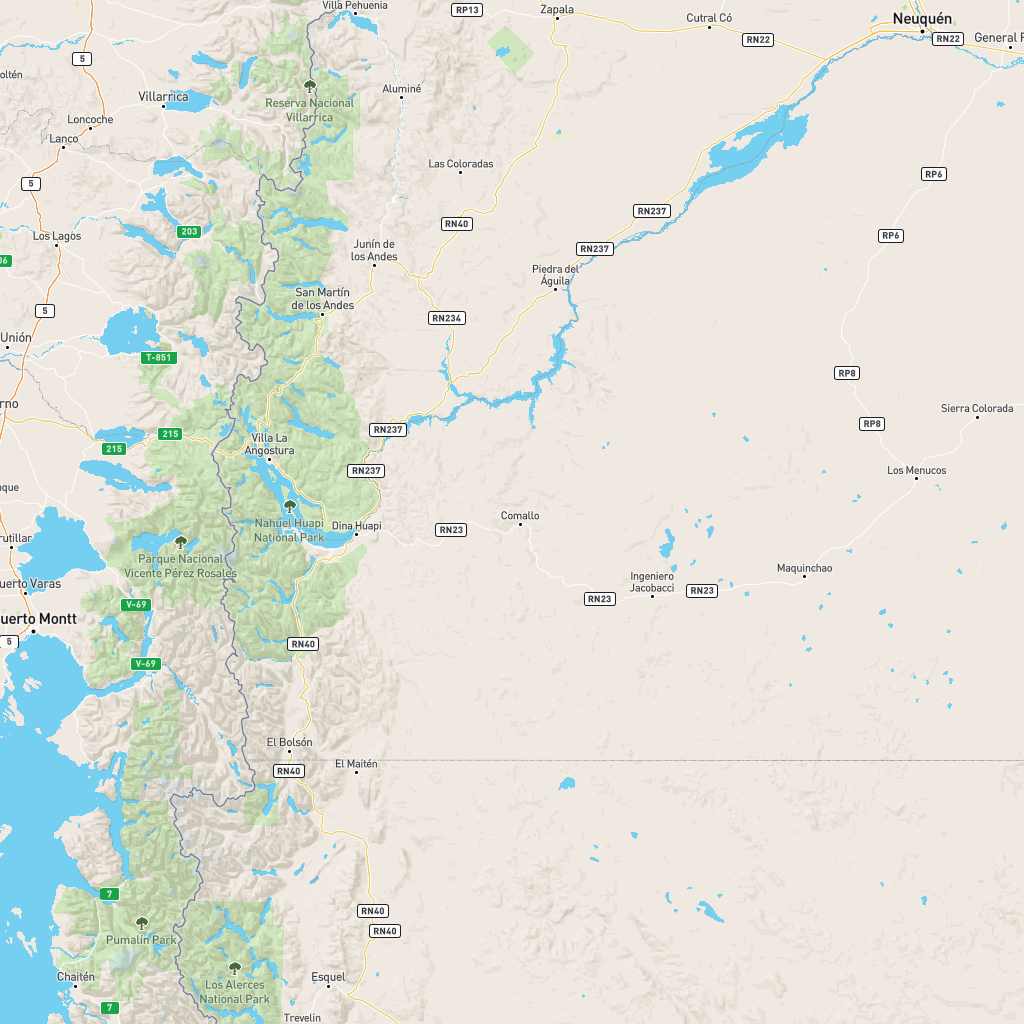 Villa Pehuenia
RP13
Zapala
Cutral Có
Neuquén
RN22
RN22
General R
5
oltén
Villarrica
Reserva Nacional
Villarrica
Aluminé
Loncoche
Lanco
5
Las Coloradas
RP6
203
RN40
RN237
RP6
Los Lagos
06
Junín de
los Andes
RN237
Piedra del
Águila
San Martín
de los Andes
5
RN234
Unión
T-851
RP8
rno
Sierra Colorada
215
215
RN237
RP8
Villa La
Angostura
RN237
Los Menucos
que
Nahuel Huapi
National Park
Dina Huapi
RN23
Comallo
rutillar
Parque Nacional
Vicente Pérez Rosales
uerto Varas
Ingeniero
Jacobacci
Maquinchao
RN23
RN23
V-69
uerto Montt
5
RN40
V-69
El Bolsón
RN40
El Maitén
7
RN40
RN40
Pumalin Park
Chaitén
Los Alerces
National Park
Esquel
7
Trevelin